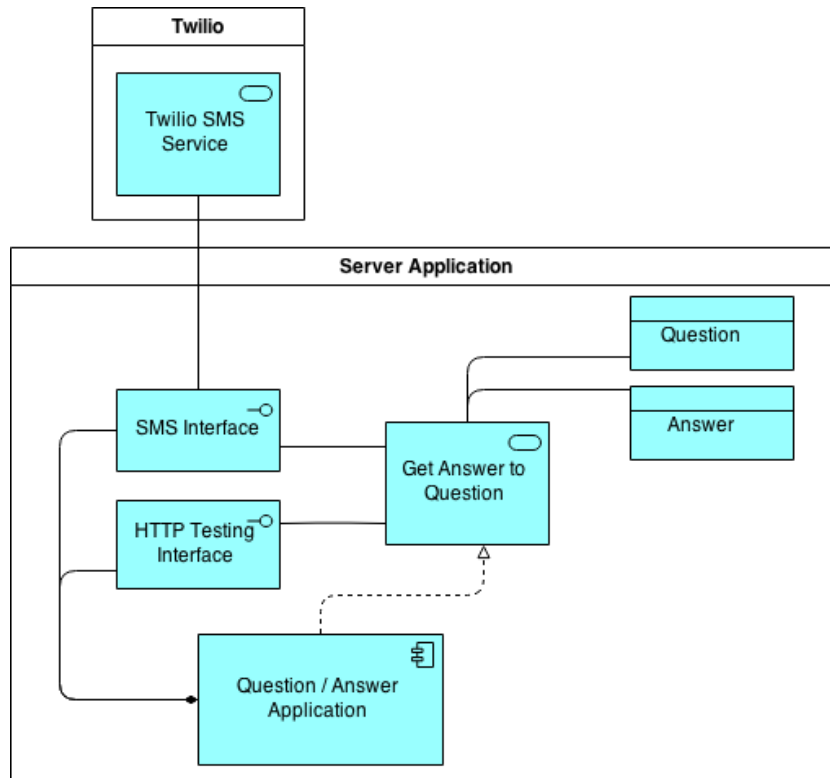 Twilio
Twilio SMS
Service
Server Application
Question
Answer
SMS Interface
Get Answer to
Question
HTTP Testing
Interface
Question / Answer
Application